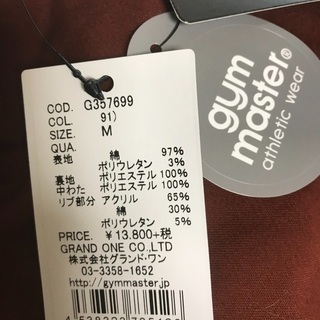 COD. G357699
COL. 91)
SIZE. M
QUA.
表地 綿 97%
ポリウレタン 3%
裏地 ポリエステル 100%
中わた ポリエステル 100%
リブ部分 アクリル 65%
綿 30%
ポリウレタン 5%
PRICE. ¥13.800+税
GRAND ONE CO.,LTD
株式会社グランド・ワン
03-3358-1652
http://gymmaster.jp
gym
master®
athletic wear